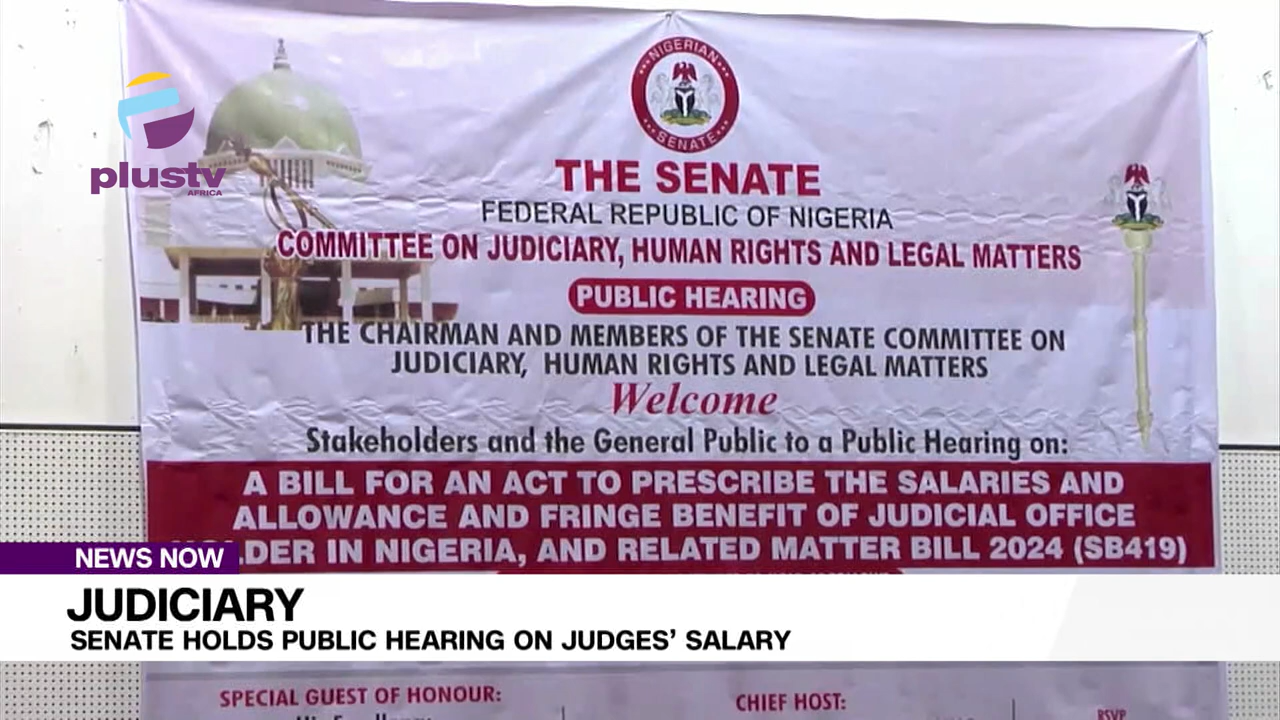 NIGERIAN
SENATE
plustv
AFRICA
THE SENATE
FEDERAL REPUBLIC OF NIGERIA
COMMITTEE ON JUDICIARY, HUMAN RIGHTS AND LEGAL MATTERS
PUBLIC HEARING
THE CHAIRMAN AND MEMBERS OF THE SENATE COMMITTEE ON
JUDICIARY, HUMAN RIGHTS AND LEGAL MATTERS
Welcome
Stakeholders and the General Public to a Public Hearing on:
A BILL FOR AN ACT TO PRESCRIBE THE SALARIES AND
ALLOWANCE AND FRINGE BENEFIT OF JUDICIAL OFFICE
IN NIGERIA, AND RELATED MATTER BILL 2024 (SB419)
NEWS NOW
JUDICIARY
SENATE HOLDS PUBLIC HEARING ON JUDGES’ SALARY
SPECIAL GUEST OF HONOUR:
CHIEF HOST:
RSVP